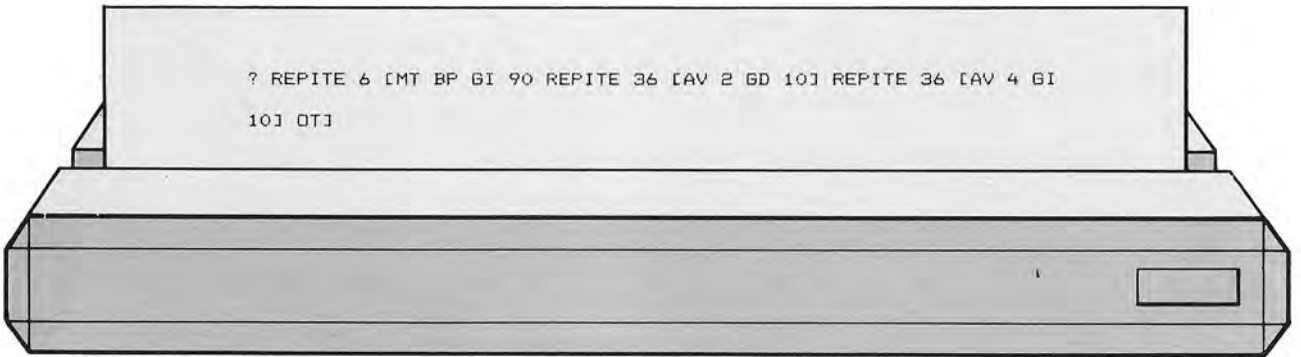 ? REPITE 6 [MT BP GI 90 REPITE 36 [AV 2 GD 10] REPITE 36 [AV 4 GI
10] OT]